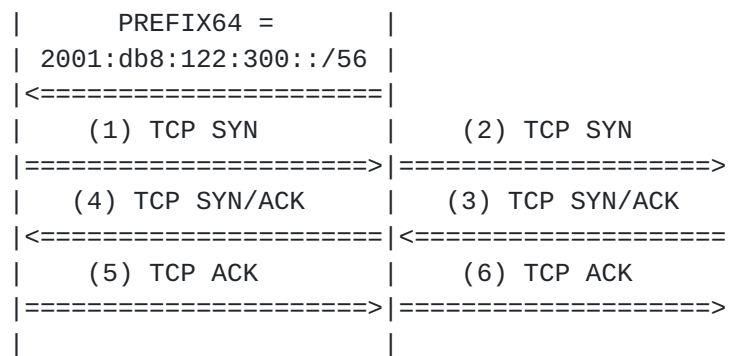 |      PREFIX64 =       |
| 2001:db8:122:300::/56 |
|<======================|
|    (1) TCP SYN        |    (2) TCP SYN
|======================>|====================>
|   (4) TCP SYN/ACK     |   (3) TCP SYN/ACK
|<======================|<=====================
|    (5) TCP ACK        |    (6) TCP ACK
|======================>|====================>
|                       |